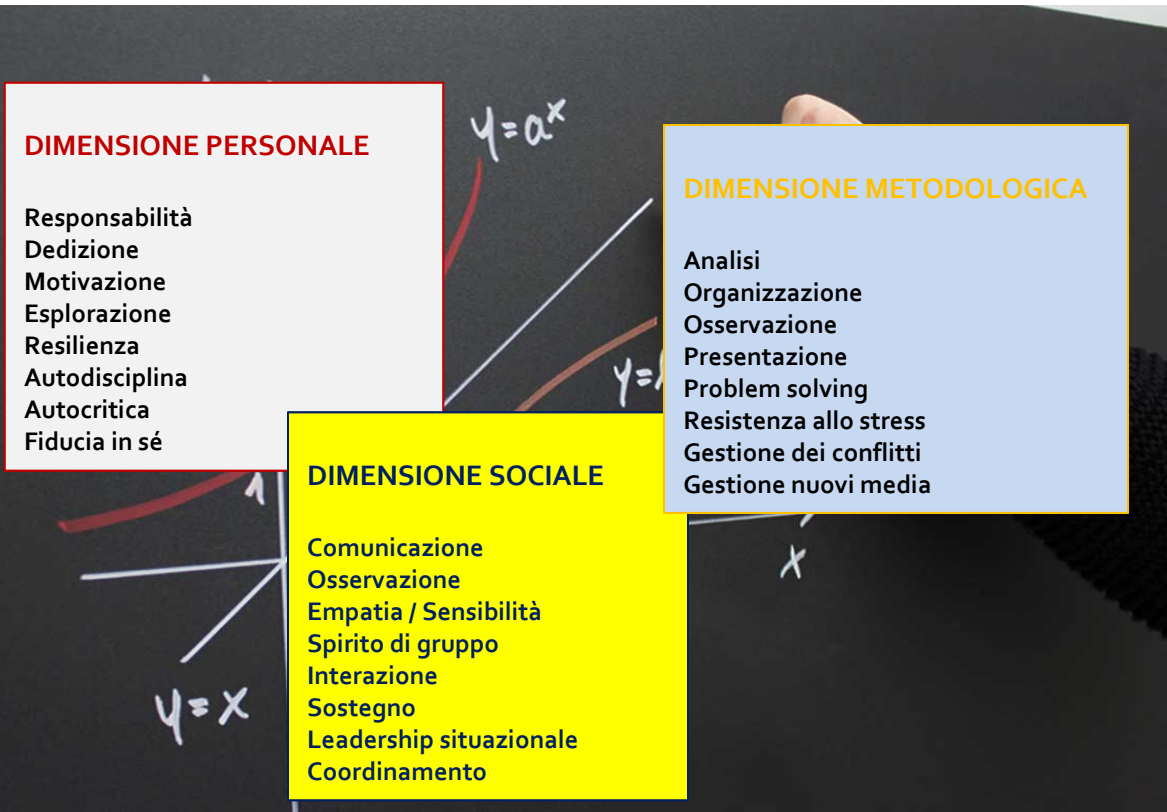 DIMENSIONE PERSONALE
Responsabilità
Dedizione
Motivazione
Esplorazione
Resilienza
Autodisciplina
Autocritica
Fiducia in sé
y=aˣ
DIMENSIONE METODOLOGICA
Analisi
Organizzazione
Osservazione
Presentazione
Problem solving
Resistenza allo stress
Gestione dei conflitti
Gestione nuovi media
y=
1
DIMENSIONE SOCIALE
Comunicazione
Osservazione
Empatia / Sensibilità
Spirito di gruppo
Interazione
Sostegno
Leadership situazionale
Coordinamento
x
y=x